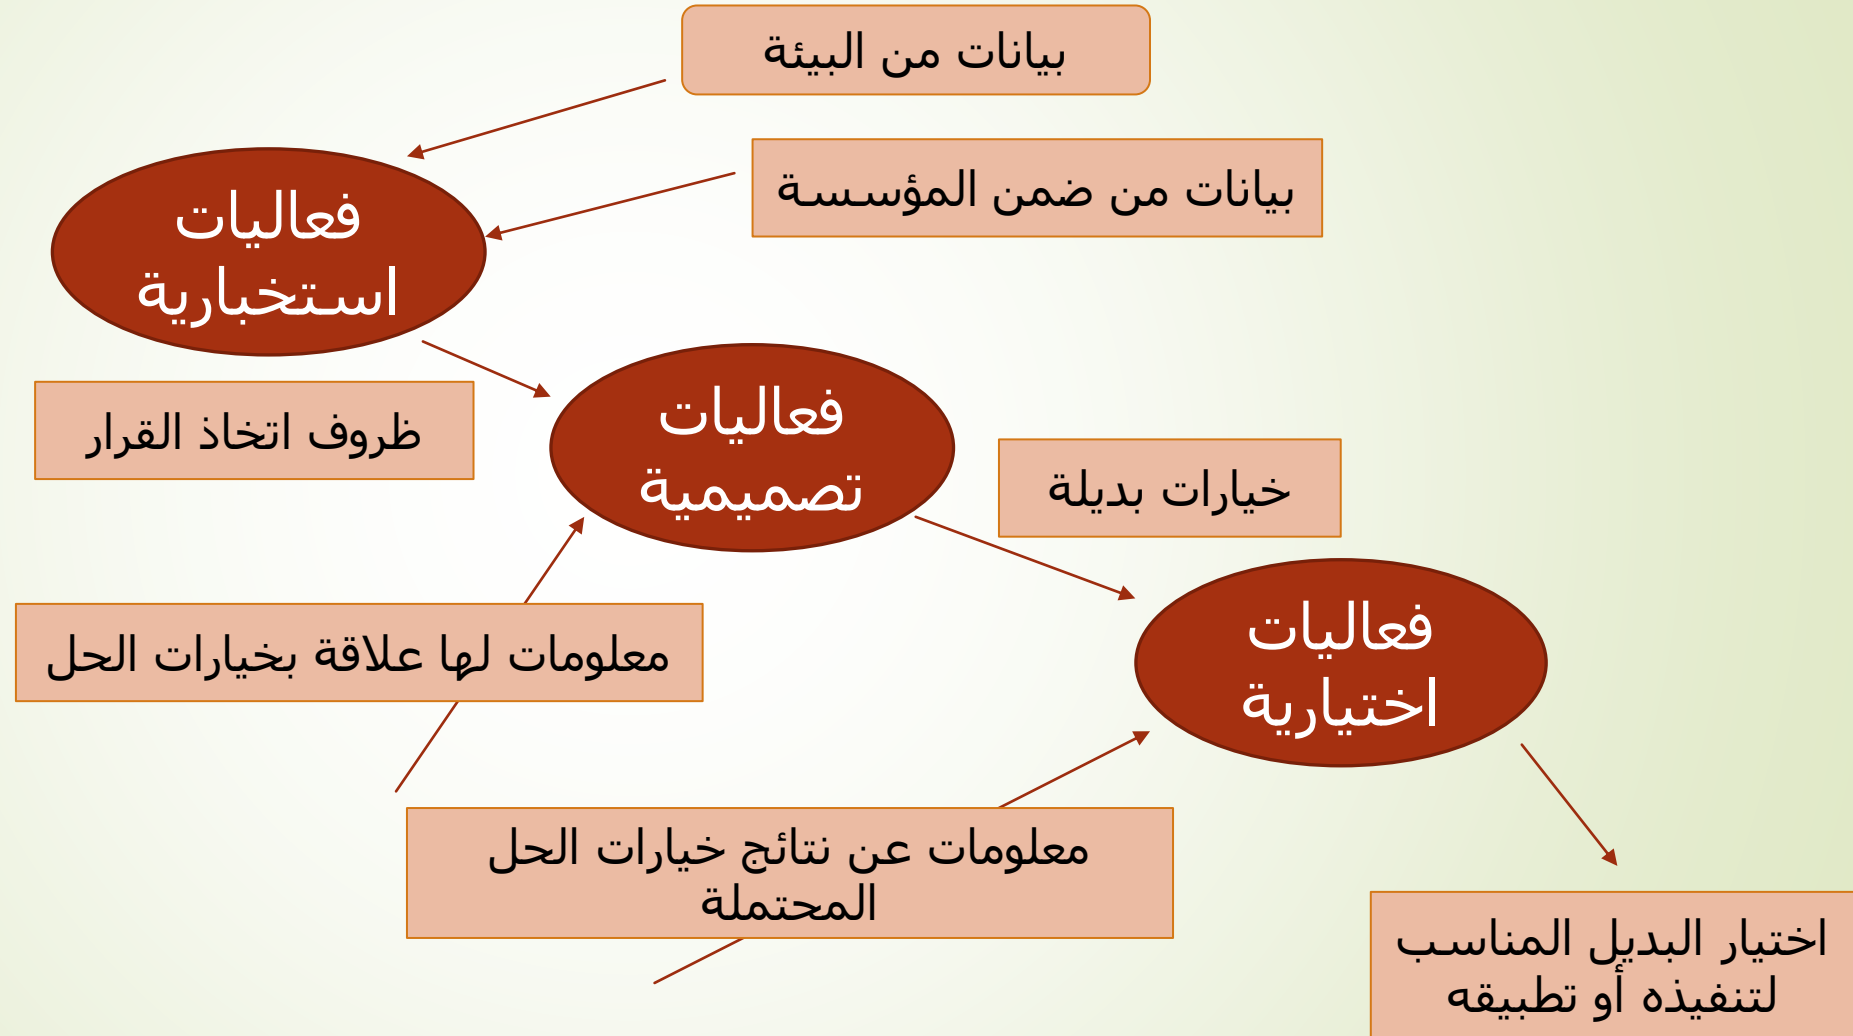 بيانات من البيئة
بيانات من ضمن المؤسسة
فعاليات
استخبارية
ظروف اتخاذ القرار
فعاليات
تصميمية
خيارات بديلة
معلومات لها علاقة بخيارات الحل
فعاليات
اختيارية
معلومات عن نتائج خيارات الحل
المحتملة
اختيار البديل المناسب
لتنفيذه أو تطبيقه